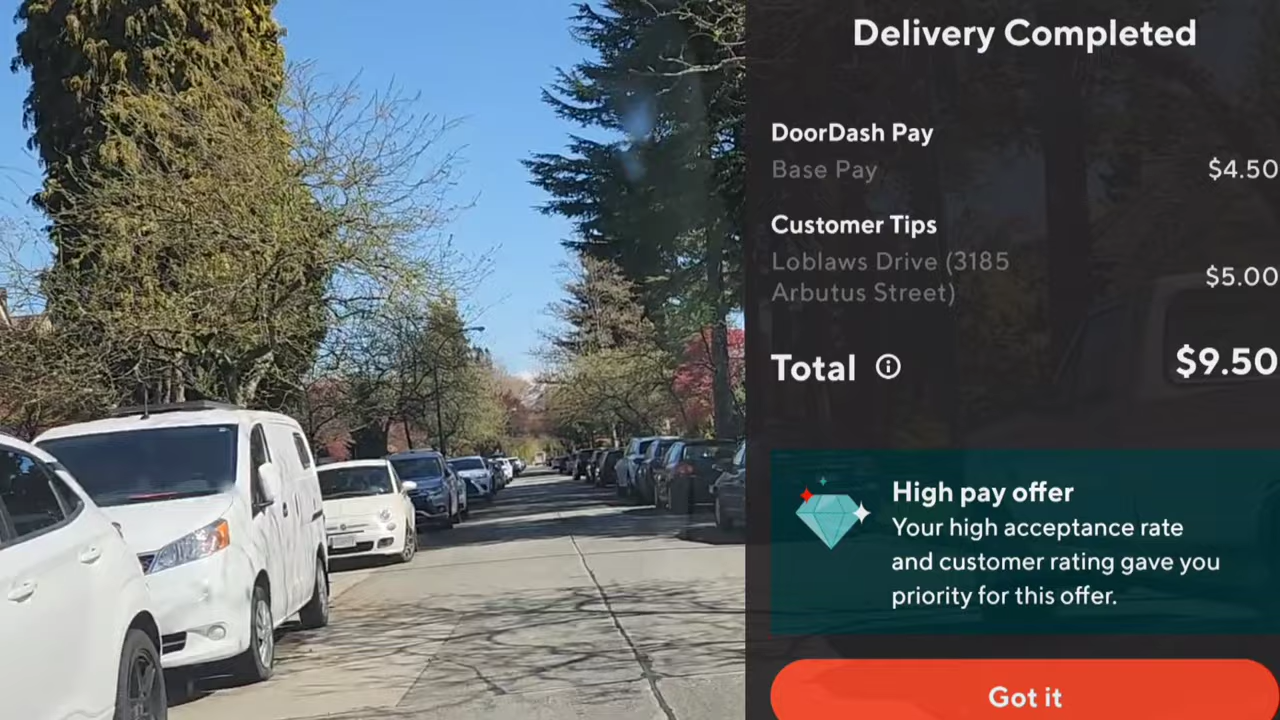 Delivery Completed
DoorDash Pay
Base Pay
$4.50
Customer Tips
Loblaws Drive (3185
Arbutus Street)
$5.00
Total
$9.50
High pay offer
Your high acceptance rate
and customer rating gave you
priority for this offer.
Got it